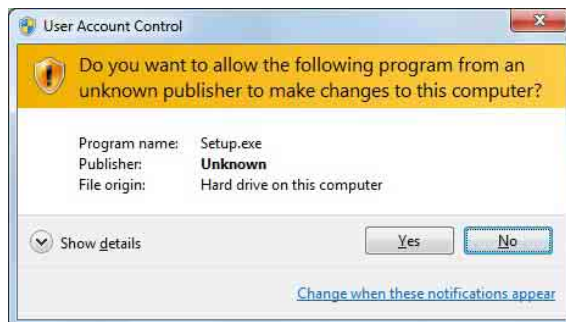 User Account Control
Do you want to allow the following program from an
unknown publisher to make changes to this computer?
Program name: Setup.exe
Publisher: Unknown
File origin: Hard drive on this computer
Show details
Yes
No
Change when these notifications appear